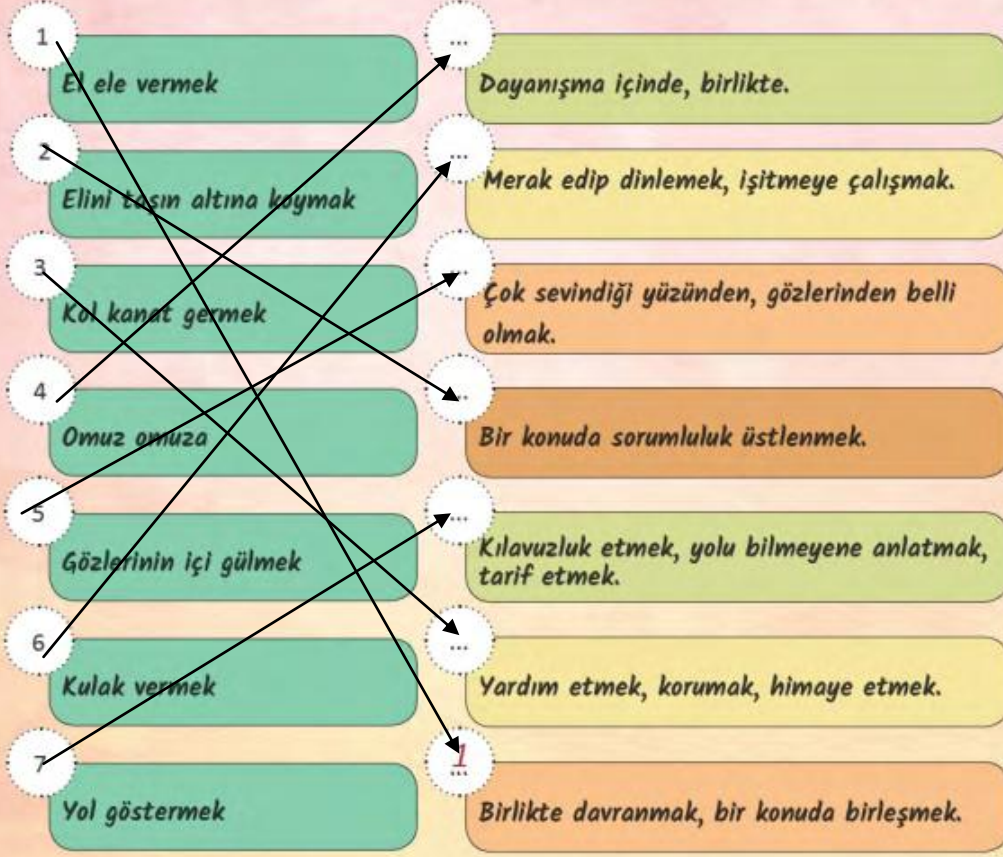 1
El ele vermek
2
Elini taşın altına koymak
3
Kol kanat germek
4
Omuz omuza
5
Gözlerinin içi gülmek
6
Kulak vermek
7
Yol göstermek
...
Dayanışma içinde, birlikte.
...
Merak edip dinlemek, işitmeye çalışmak.
...
Çok sevindiği yüzünden, gözlerinden belli
olmak.
...
Bir konuda sorumluluk üstlenmek.
...
Kılavuzluk etmek, yolu bilmeyene anlatmak,
tarif etmek.
...
Yardım etmek, korumak, himaye etmek.
1
...
Birlikte davranmak, bir konuda birleşmek.